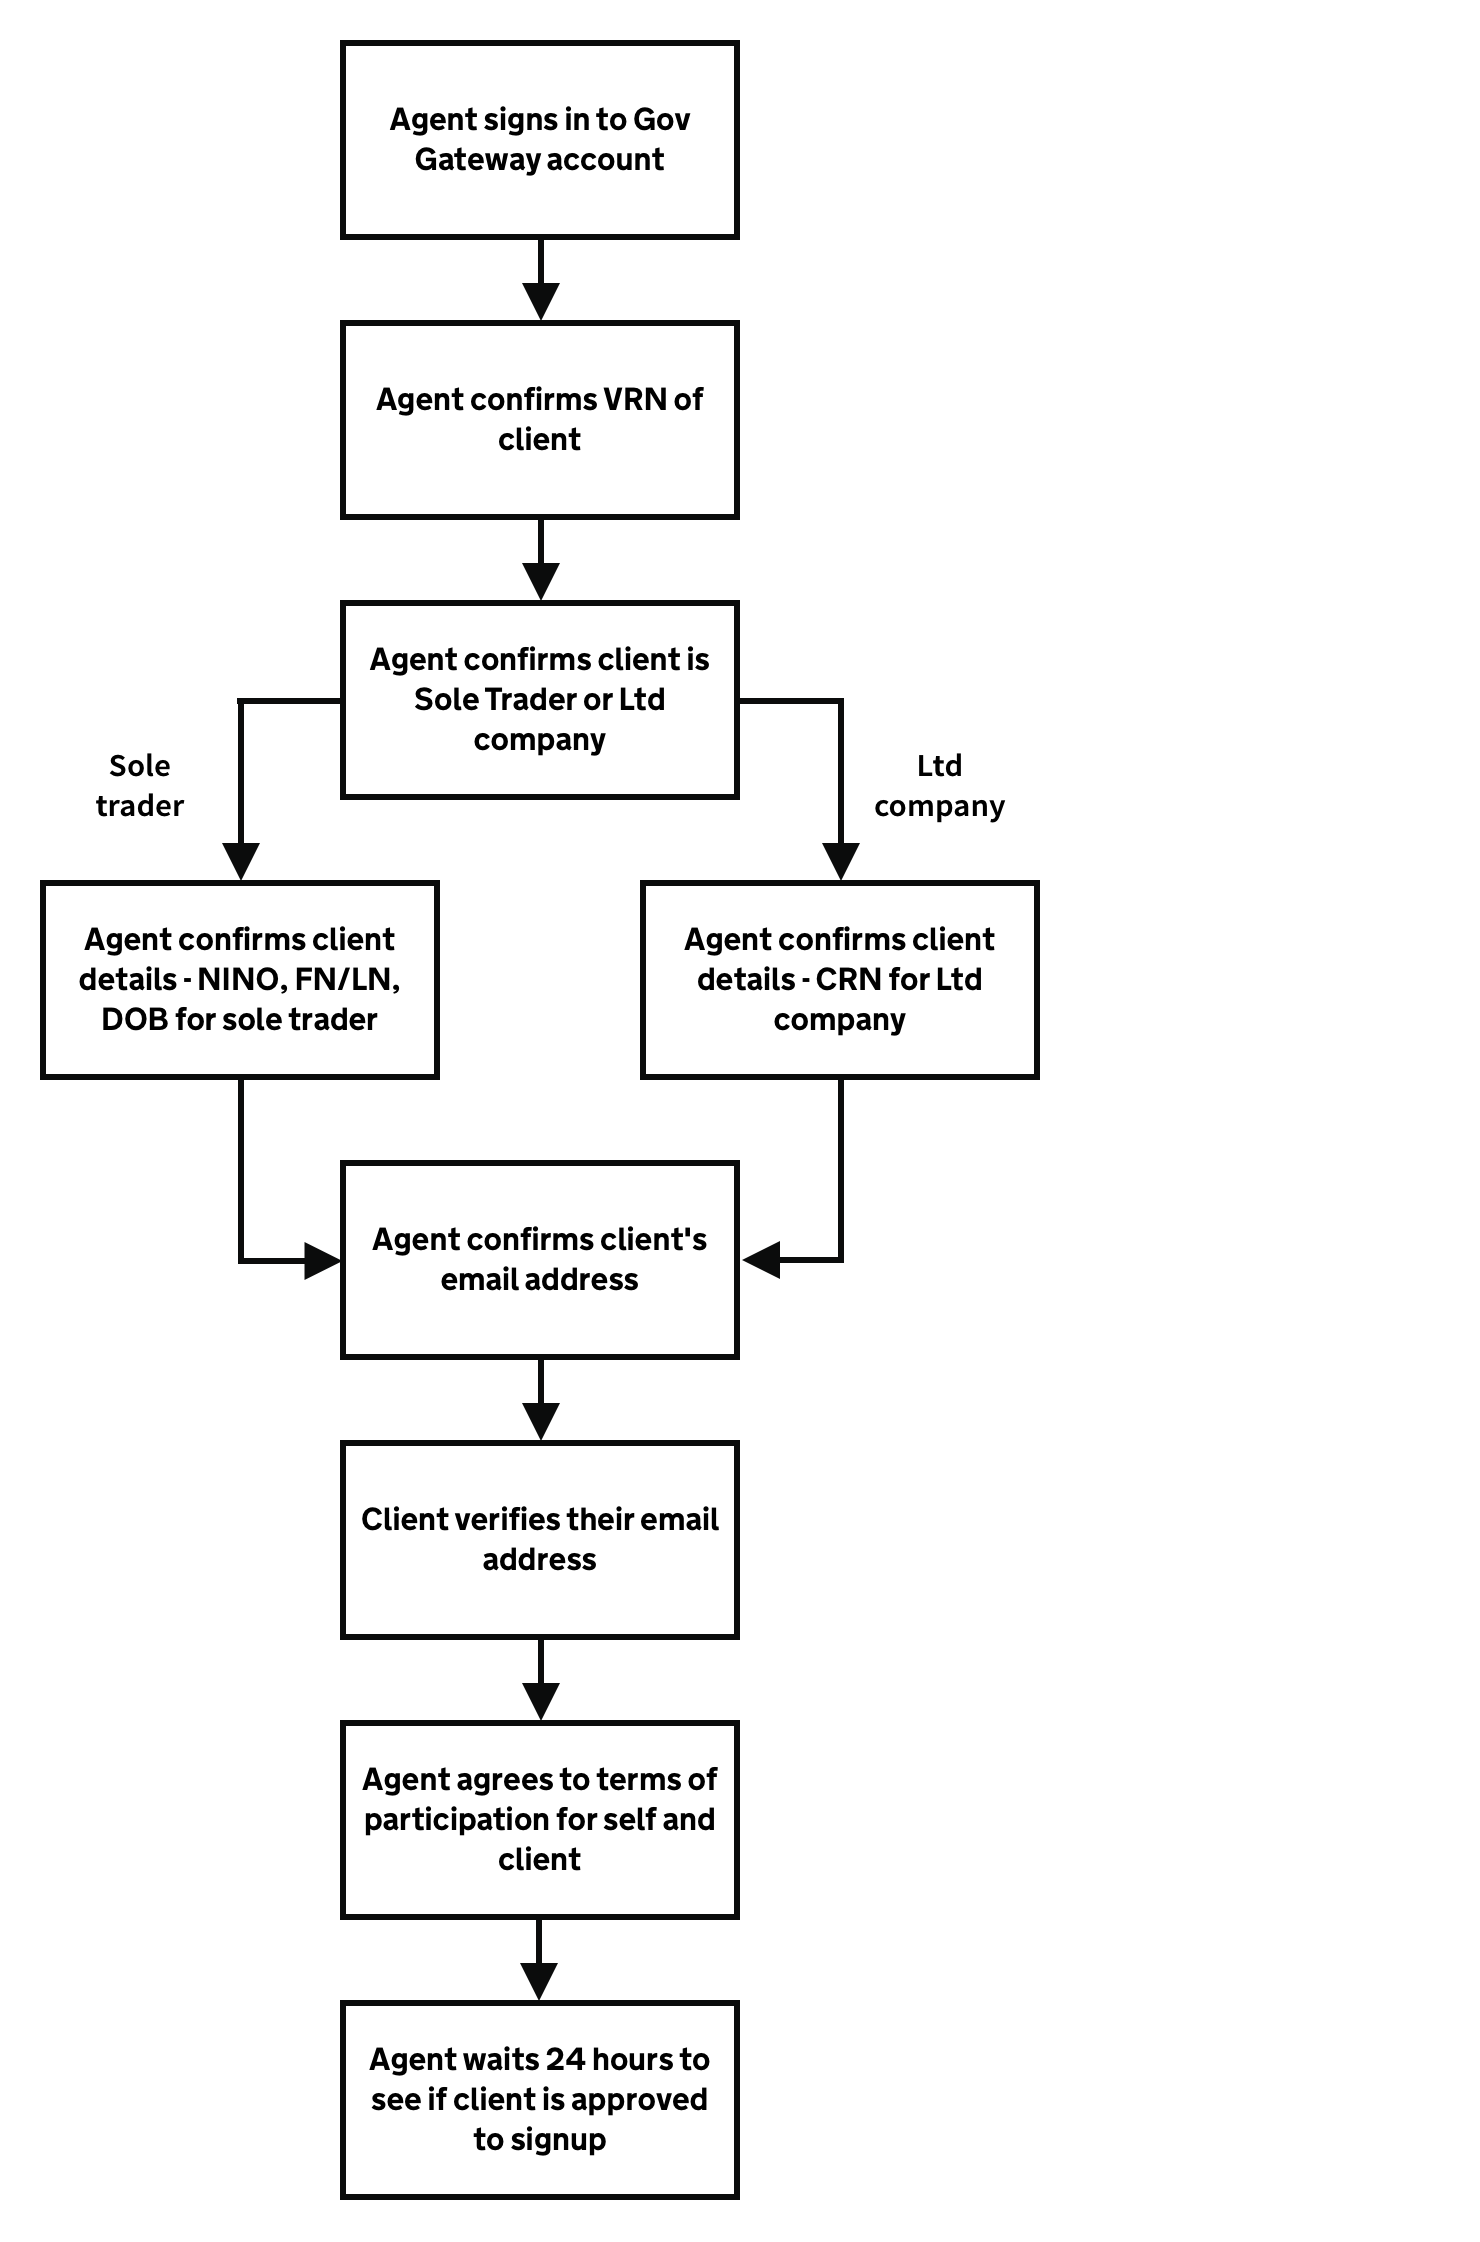 Agent signs in to Gov
Gateway account
Agent confirms VRN of
client
Agent confirms client is
Sole Trader or Ltd
company
Sole
trader
Ltd
company
Agent confirms client
details - NINO, FN/LN,
DOB for sole trader
Agent confirms client
details - CRN for Ltd
company
Agent confirms client's
email address
Client verifies their email
address
Agent agrees to terms of
participation for self and
client
Agent waits 24 hours to
see if client is approved
to signup